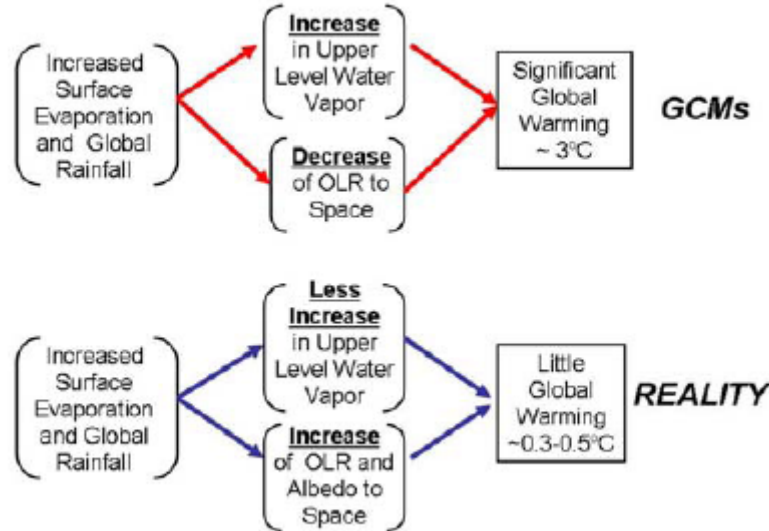 Increased
Surface
Evaporation
and Global
Rainfall
Increase
in Upper
Level Water
Vapor
Decrease
of OLR to
Space
Significant
Global
Warming
~ 3°C
GCMs
Increased
Surface
Evaporation
and Global
Rainfall
Less
Increase
in Upper
Level Water
Vapor
Increase
of OLR and
Albedo to
Space
Little
Global
Warming
~0.3-0.5°C
REALITY